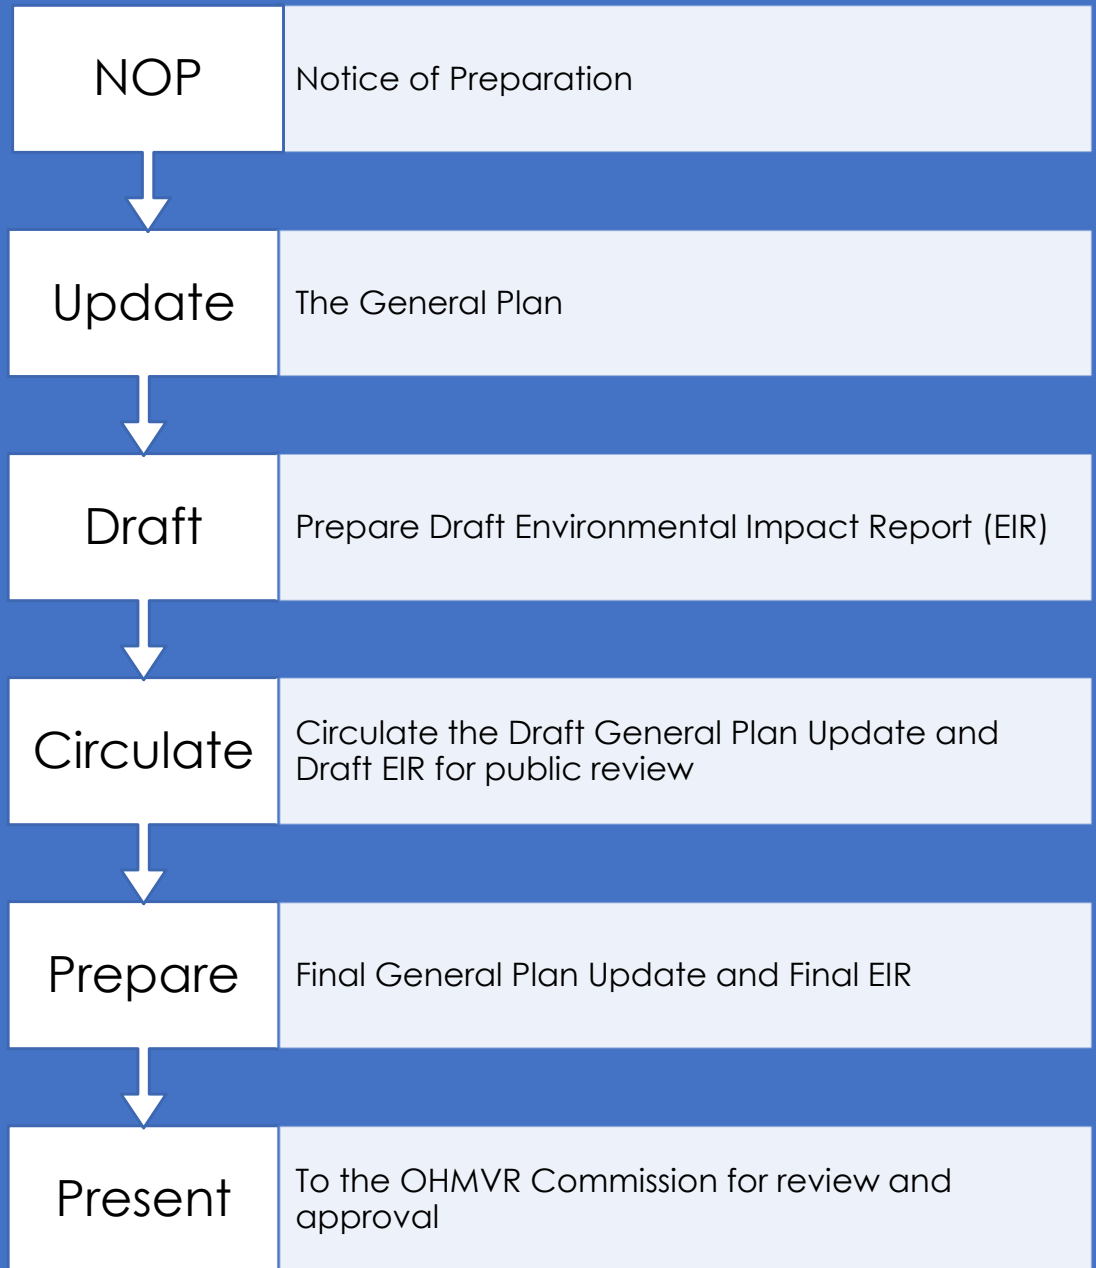 NOP
Notice of Preparation
Update
The General Plan
Draft
Prepare Draft Environmental Impact Report (EIR)
Circulate
Circulate the Draft General Plan Update and
Draft EIR for public review
Prepare
Final General Plan Update and Final EIR
Present
To the OHMVR Commission for review and
approval